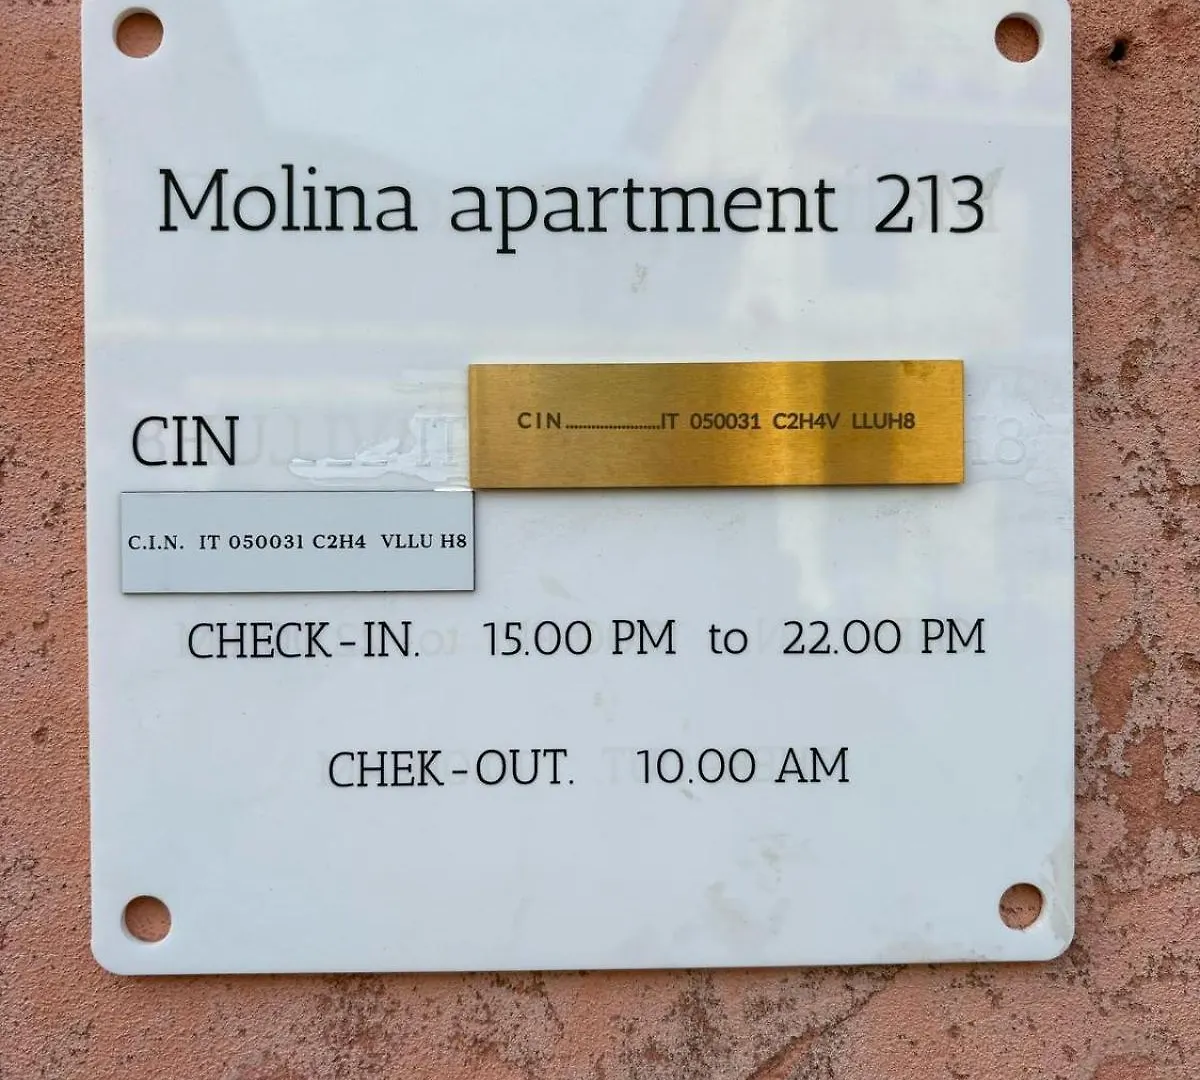 Molina apartment 213
CIN
CIN......................IT 050031 C2H4V LLUH8
C.I.N. IT 050031 C2H4 VLLU H8
CHECK-IN. 15.00 PM to 22.00 PM
CHEK-OUT. 10.00 AM